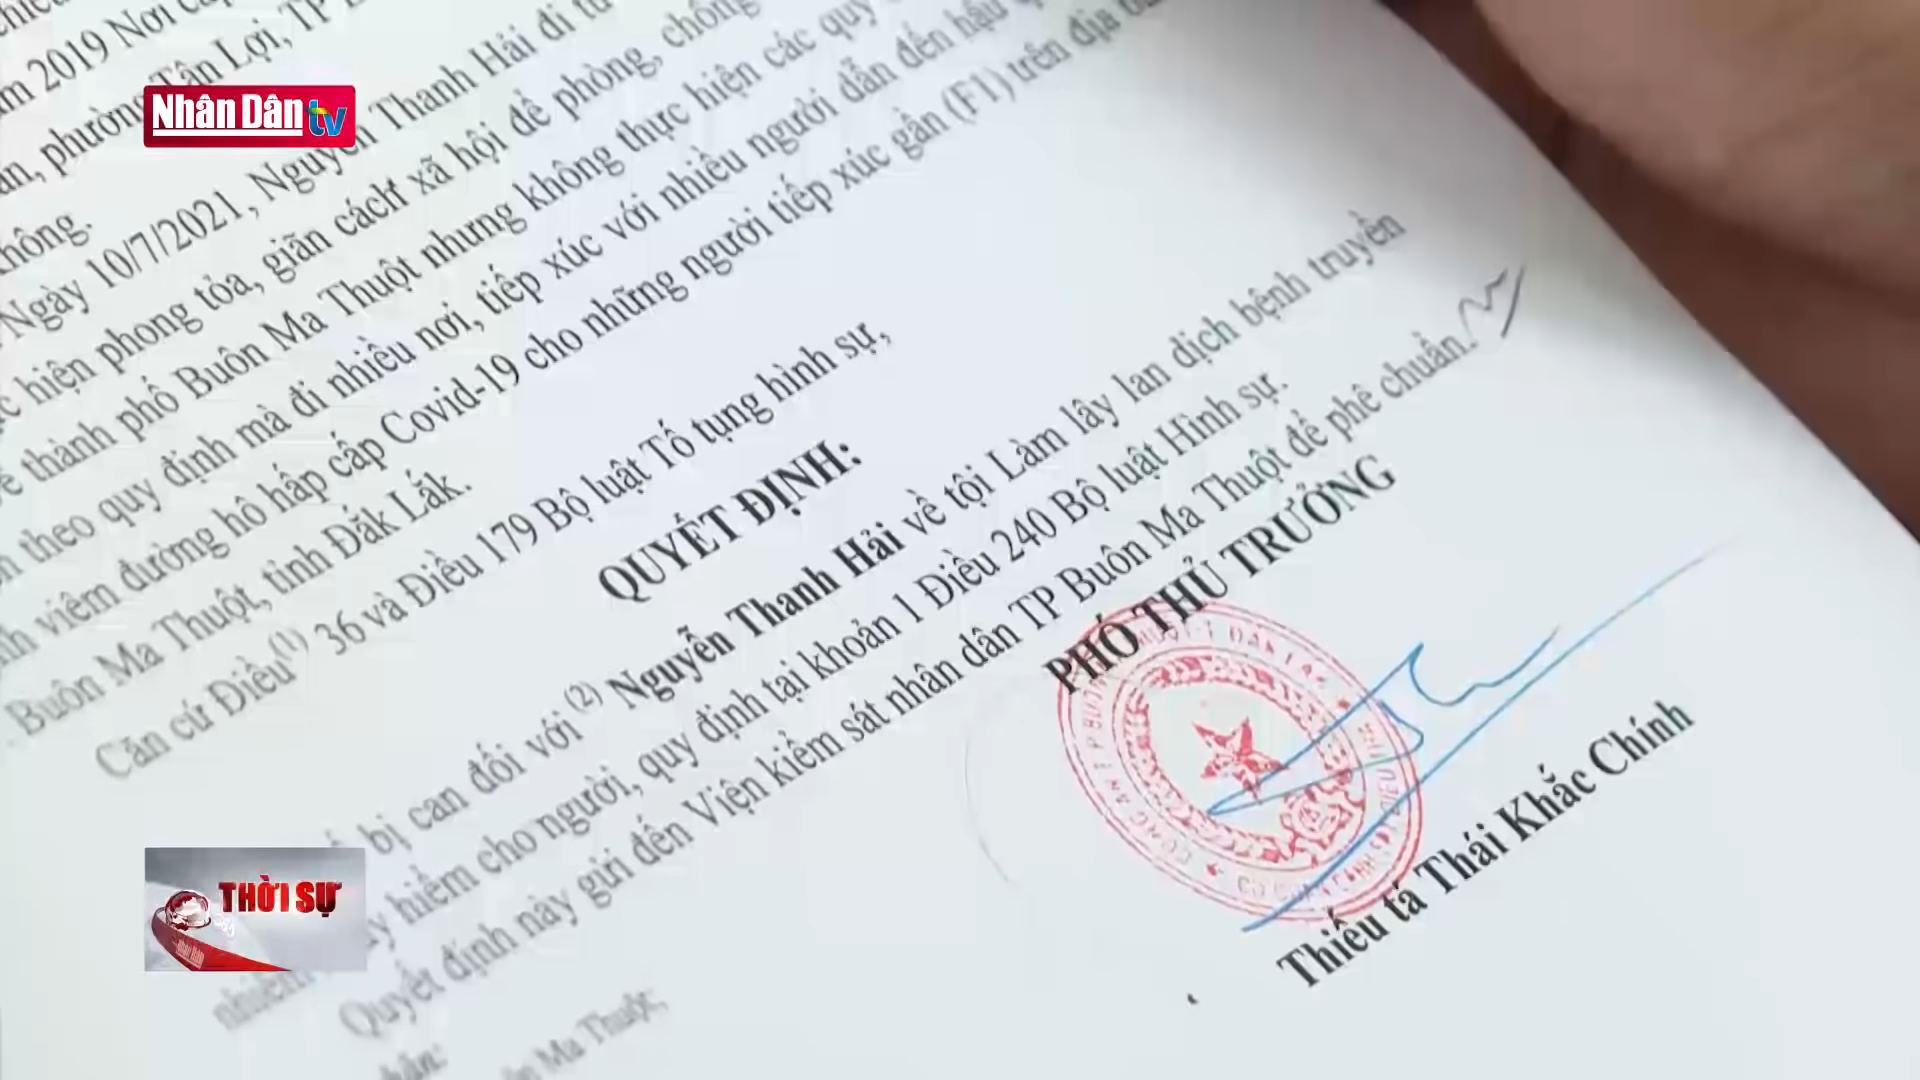 2019 Nơi
phường Tân Lợi, TP
không.
Ngày 10/7/2021, Nguyễn Thanh Hải đi từ
hiện phong tỏa, giãn cách xã hội để phòng, chống
thành phố Buôn Ma Thuột nhưng không thực hiện các quy
theo quy định mà đi nhiều nơi, tiếp xúc với nhiều người dẫn đến hậu
viêm đường hô hấp cấp Covid-19 cho những người tiếp xúc gần (F1) trên địa
Buôn Ma Thuột, tỉnh Đắk Lắk.
Căn cứ Điều(1) 36 và Điều 179 Bộ luật Tố tụng hình sự,
QUYẾT ĐỊNH:
bị can đối với(2) Nguyễn Thanh Hải về tội Làm lây lan dịch bệnh truyền
nhiễm hiểm cho người, quy định tại khoản 1 Điều 240 Bộ luật Hình sự.
Quyết định này gửi đến Viện kiểm sát nhân dân TP Buôn Ma Thuột để phê chuẩn.
PHÓ THỦ TRƯỞNG
Thiếu tá Thái Khắc Chính
Ma Thuột;
Nhân Dân tv
THỜI SỰ
Nhân Dân